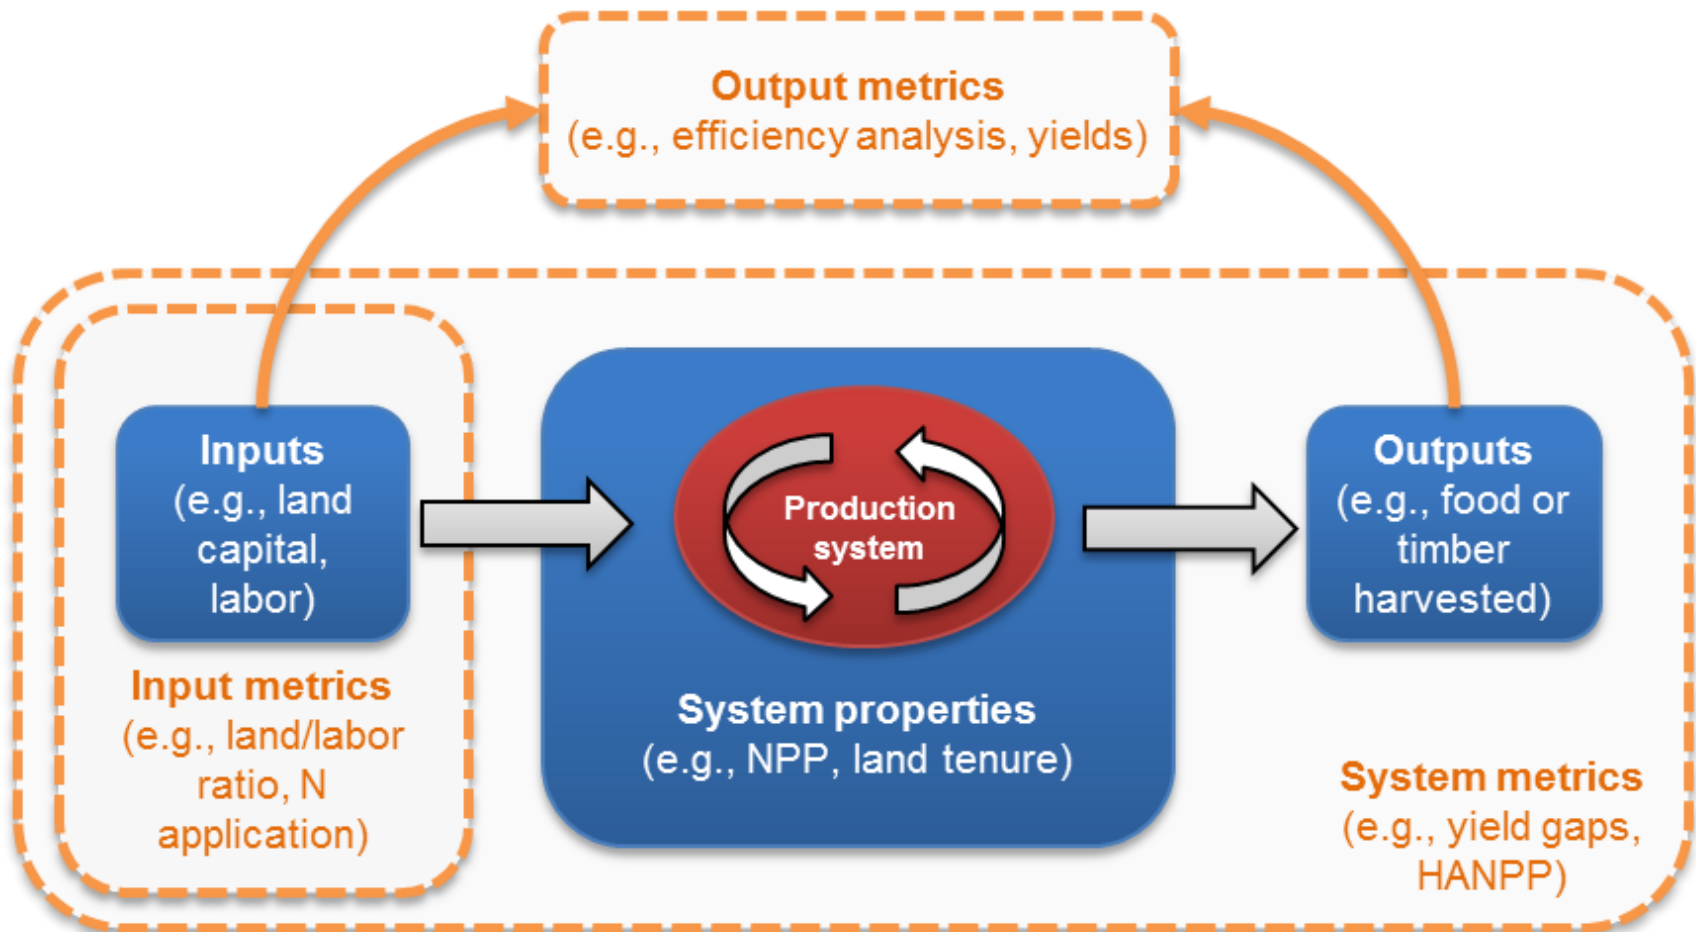 Output metrics
(e.g., efficiency analysis, yields)
Inputs
(e.g., land
capital,
labor)
Input metrics
(e.g., land/labor
ratio, N
application)
Production
system
System properties
(e.g., NPP, land tenure)
Outputs
(e.g., food or
timber
harvested)
System metrics
(e.g., yield gaps,
HANPP)